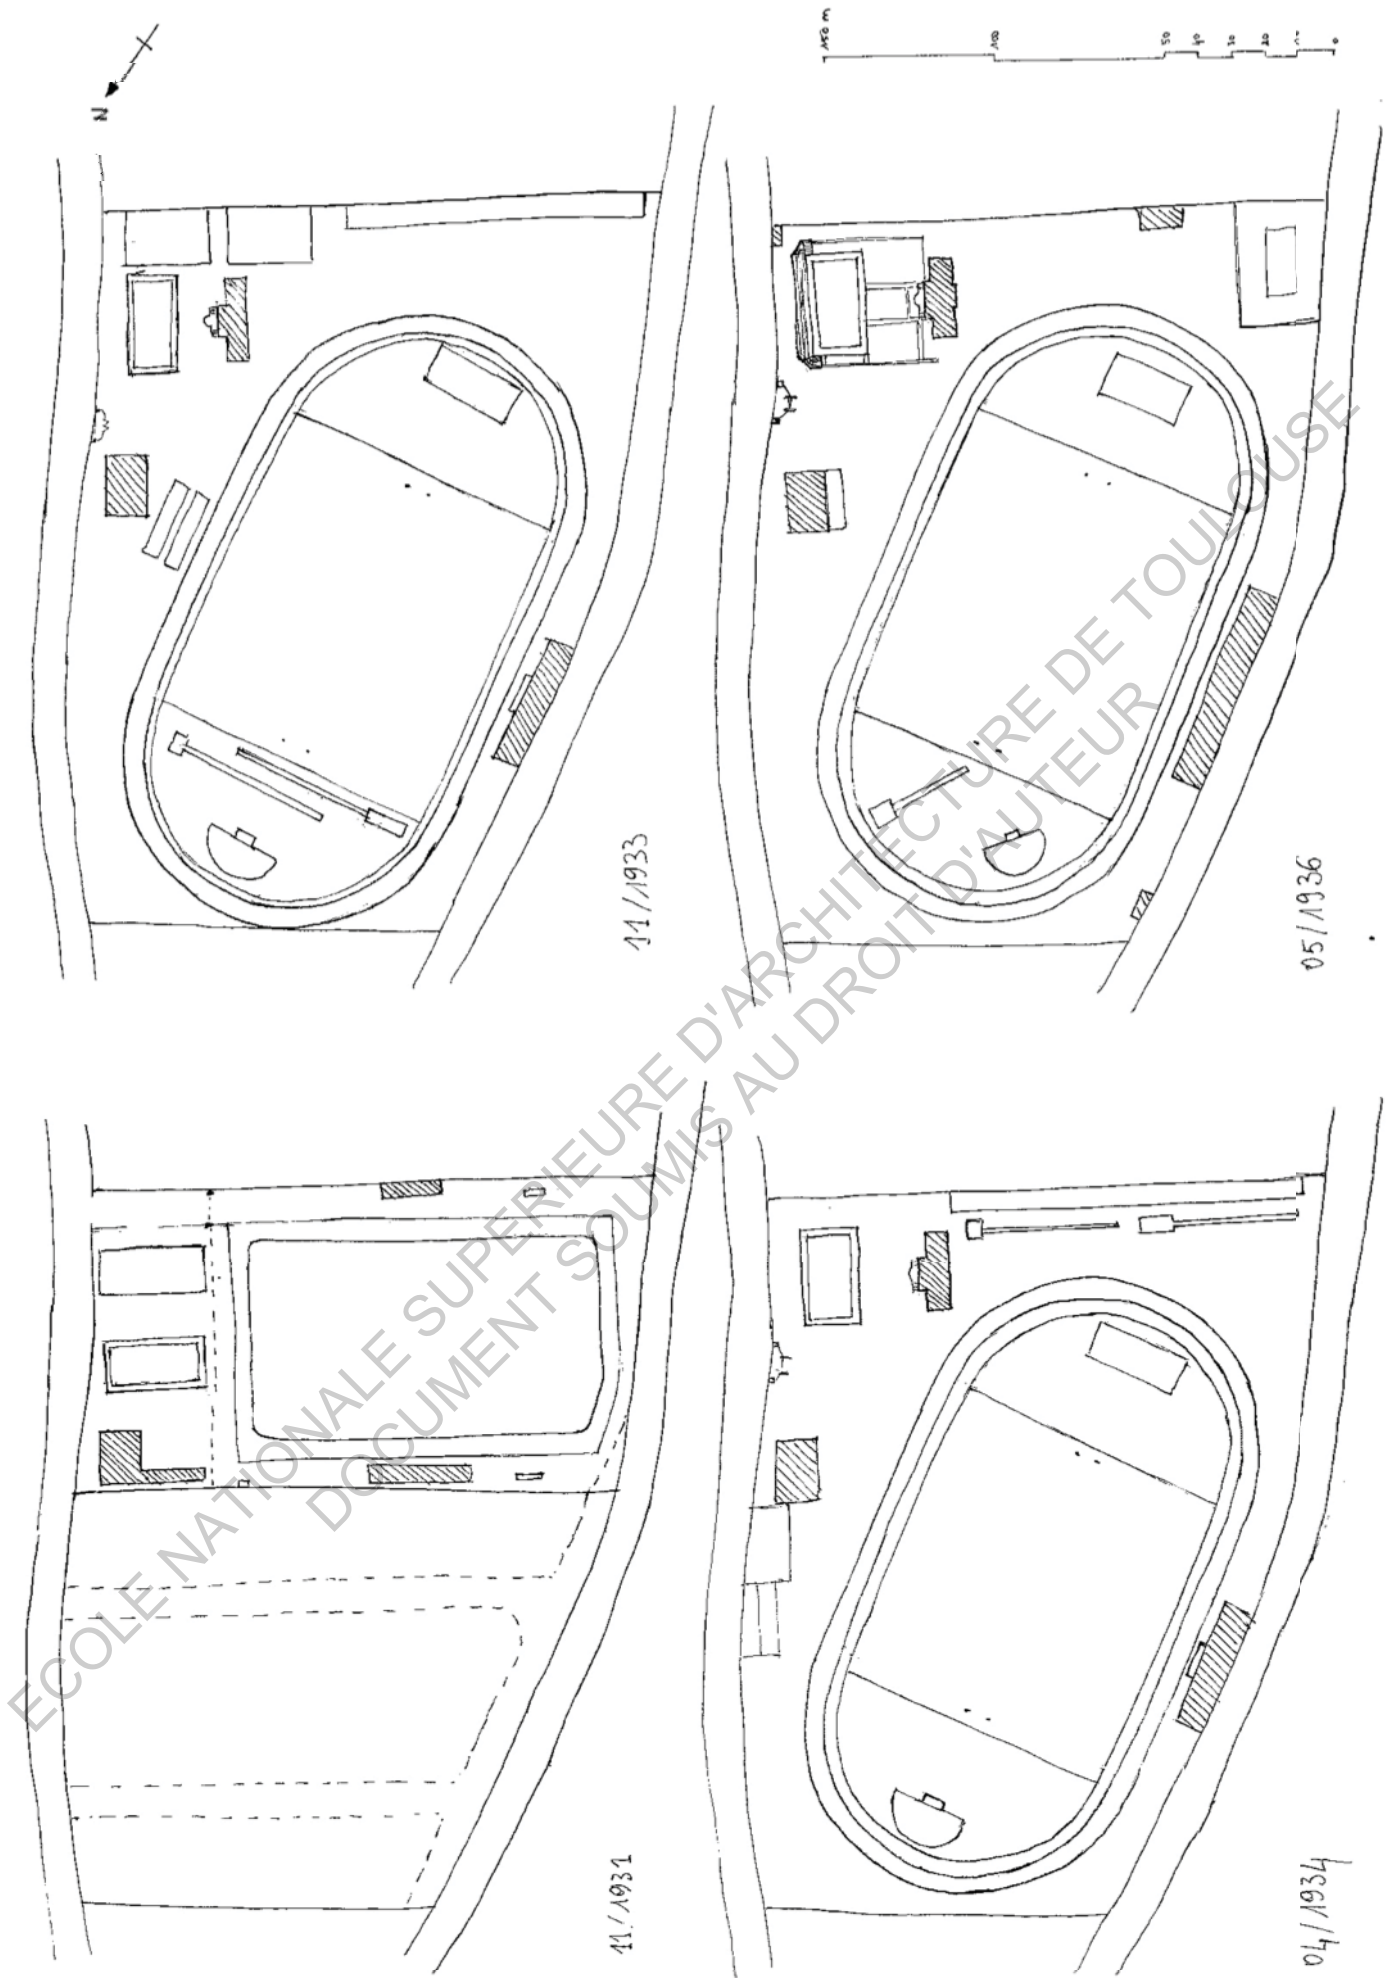 N
150 m
100
50
40
30
20
10
0
11/1933
05/1936
11/1931
04/1934
ECOLE NATIONALE SUPERIEURE D'ARCHITECTURE DE TOULOUSE
DOCUMENT SOUMIS AU DROIT D'AUTEUR